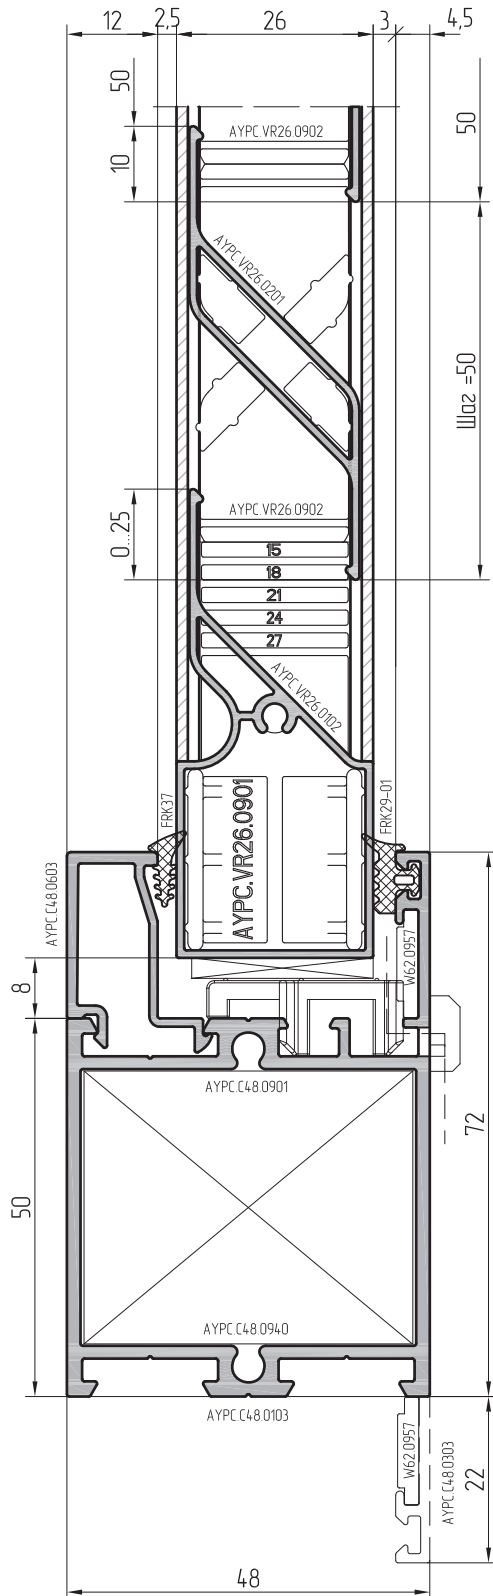 12
2,5
26
3
4,5
50
AYPC.VR26.0902
50
10
AYPC.VR26.0201
Шаг =50
0...25
AYPC.VR26.0902
15
18
21
24
27
AYPC.VR26.0102
FRK37
AYPC.VR26.0901
FRK29-01
AYPC.C48.0603
W62.0957
8
AYPC.C48.0901
72
50
AYPC.C48.0940
AYPC.C48.0103
W62.0957
AYPC.C48.0303
22
48